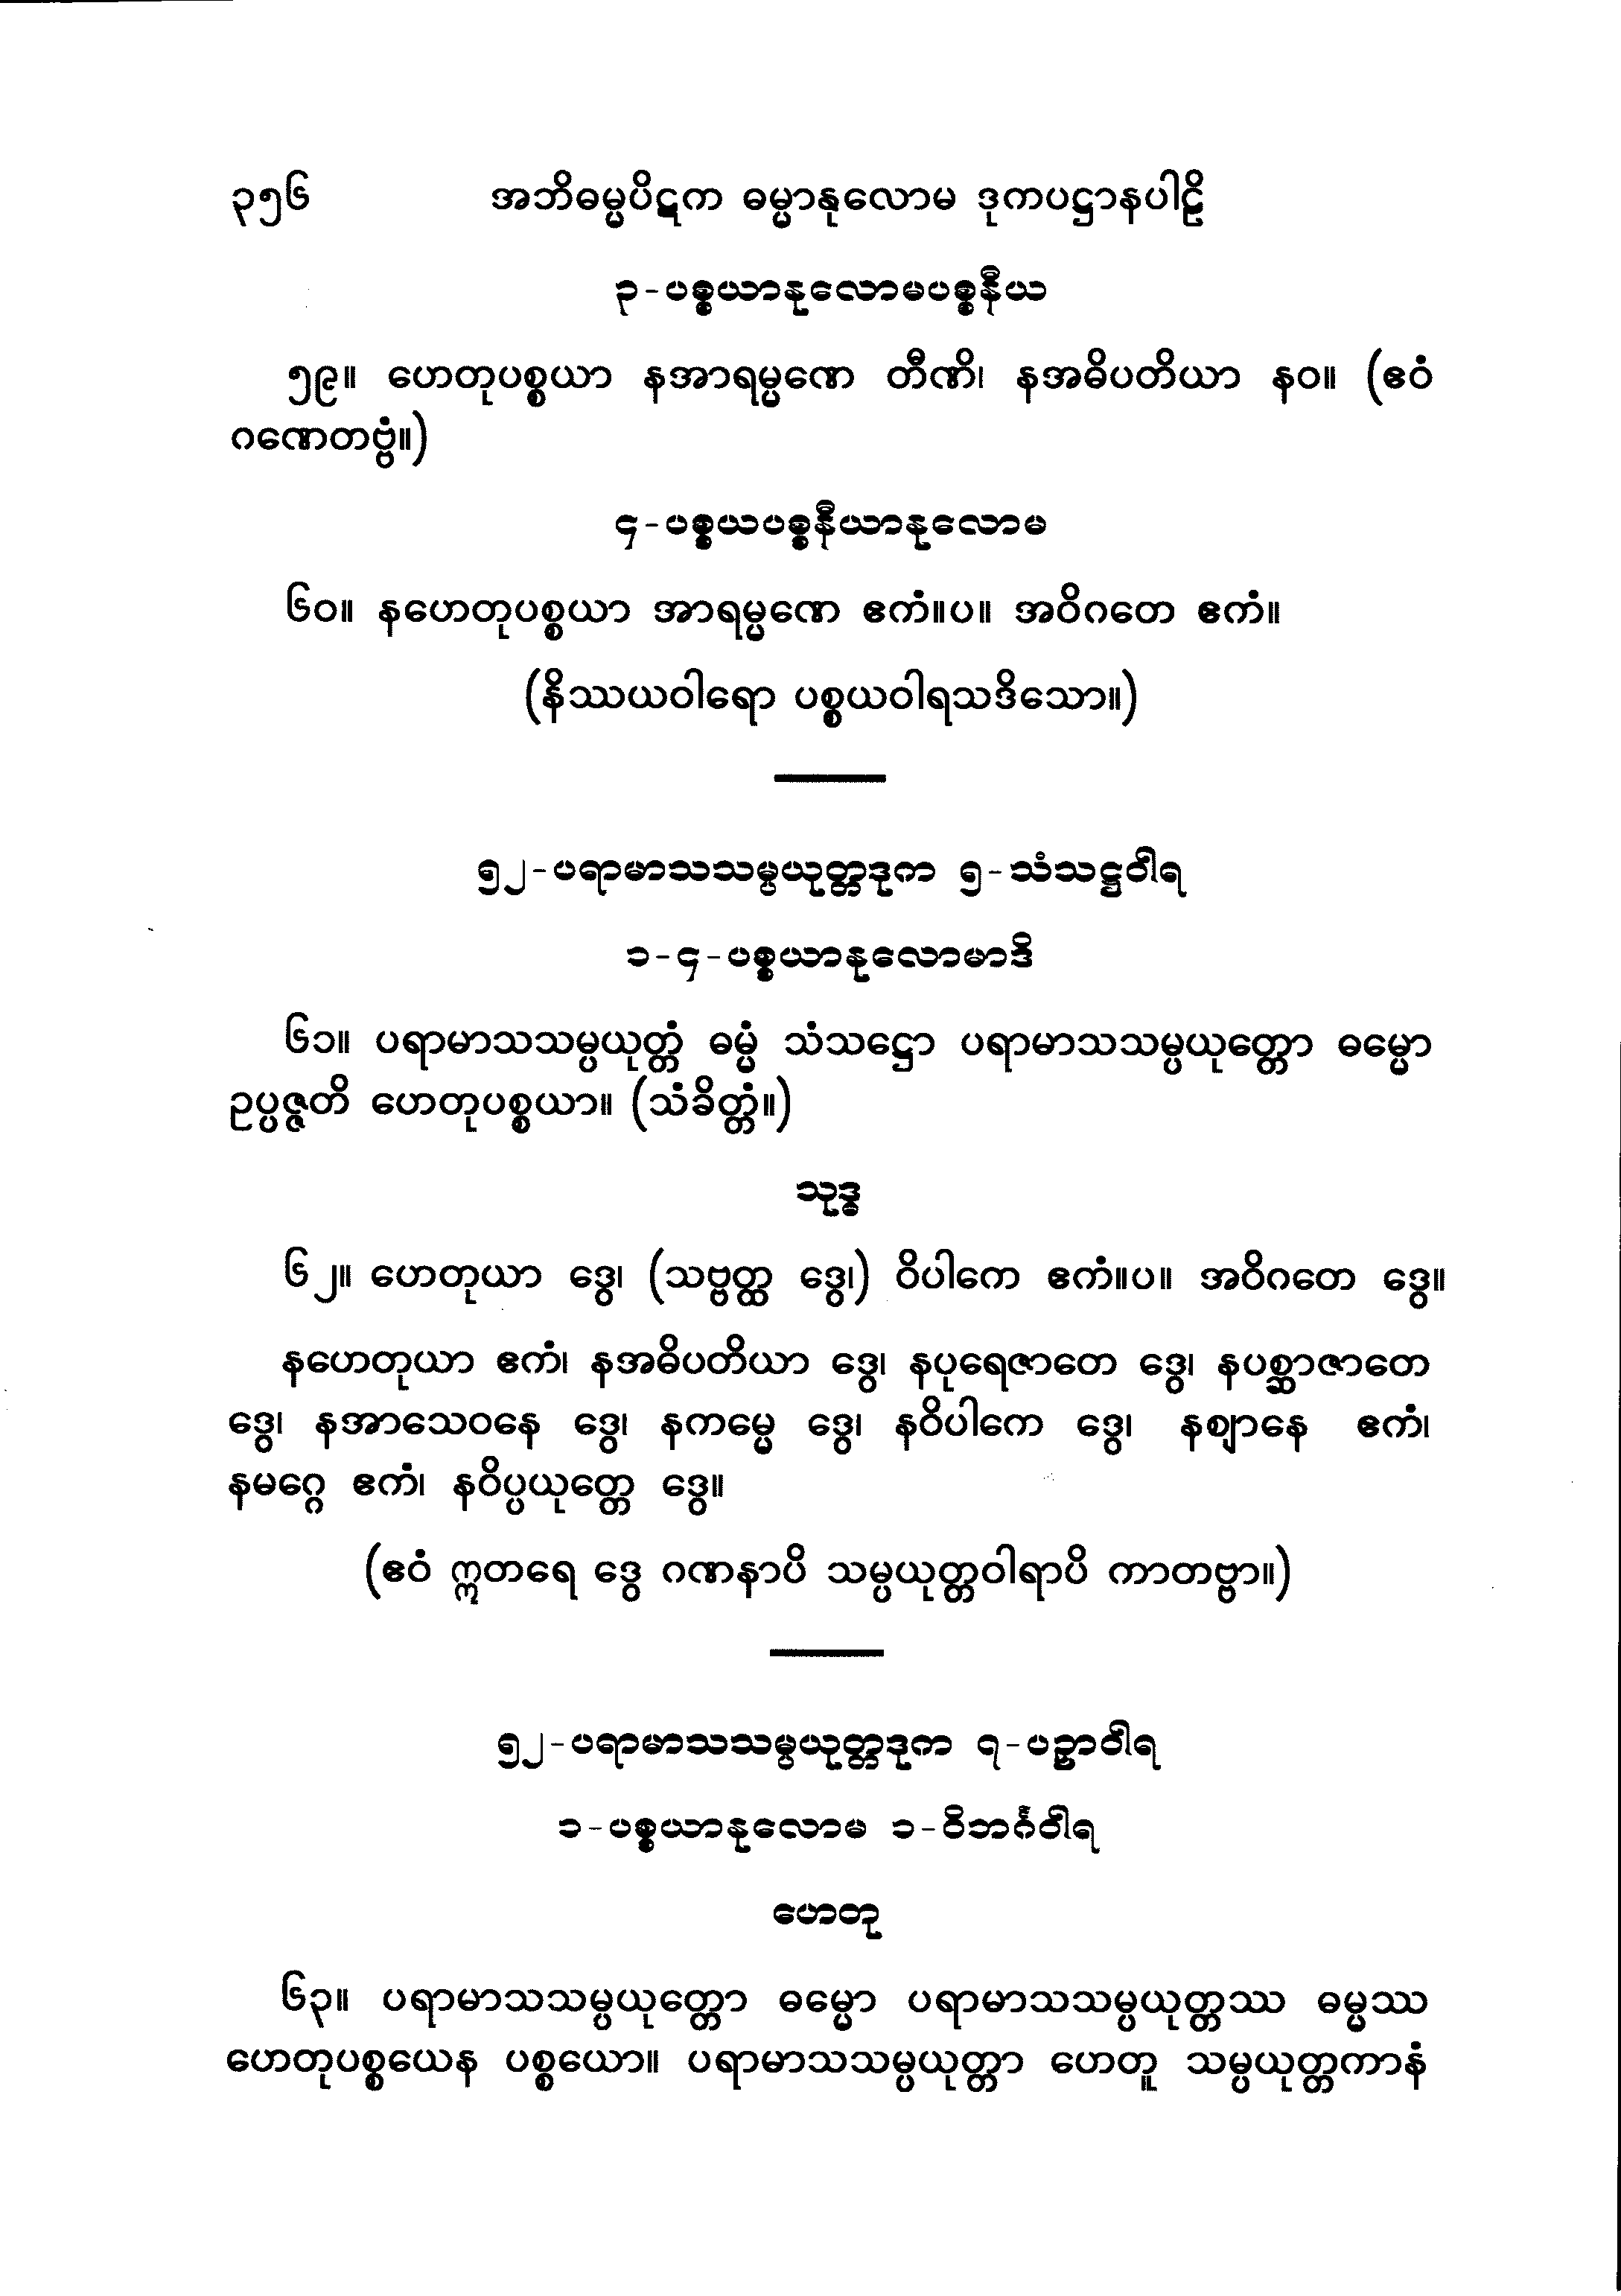 ၃၅၆ အဘိဓမ္မပိဋက ဓမ္မာနုလောမ ဒုကပဋ္ဌာနပါဠိ
၃-ပစ္စယာနုလောမပစ္စနီယ
၅၉။ ဟေတုပစ္စယာ နအာရမ္မဏေ တီဏိ၊ နအဓိပတိယာ နဝ။ (ဧဝံ
ဂဏေတဗ္ဗံ။)
၄-ပစ္စယပစ္စနီယာနုလောမ
၆၀။ နဟေတုပစ္စယာ အာရမ္မဏေ ဧကံ။ပ။ အဝိဂတေ ဧကံ။
(နိဿယဝါရော ပစ္စယဝါရသဒိသော။)
၅၂-ပရာမာသသမ္ပယုတ္တဒုက ၅-သံသဋ္ဌဝါရ
၁-၄-ပစ္စယာနုလောမာဒိ
၆၁။ ပရာမာသသမ္ပယုတ္တံ ဓမ္မံ သံသဋ္ဌော ပရာမာသသမ္ပယုတ္တော ဓမ္မော
ဥပ္ပဇ္ဇတိ ဟေတုပစ္စယာ။ (သံခိတ္တံ။)
သုဒ္ဓ
၆၂။ ဟေတုယာ ဒွေ၊ (သဗ္ဗတ္ထ ဒွေ၊) ဝိပါကေ ဧကံ။ပ။ အဝိဂတေ ဒွေ။
နဟေတုယာ ဧကံ၊ နအဓိပတိယာ ဒွေ၊ နပုရေဇာတေ ဒွေ၊ နပစ္ဆာဇာတေ
ဒွေ၊ နအာသေဝနေ ဒွေ၊ နကမ္မေ ဒွေ၊ နဝိပါကေ ဒွေ၊ နဈာနေ ဧကံ၊
နမဂ္ဂေ ဧကံ၊ နဝိပ္ပယုတ္တေ ဒွေ။
(ဧဝံ ဣတရေ ဒွေ ဂဏနာပိ သမ္ပယုတ္တဝါရာပိ ကာတဗ္ဗာ။)
၅၂-ပရာမာသသမ္ပယုတ္တဒုက ၇-ပဉှာဝါရ
၁-ပစ္စယာနုလောမ ၁-ဝိဘင်္ဂဝါရ
ဟေတု
၆၃။ ပရာမာသသမ္ပယုတ္တော ဓမ္မော ပရာမာသသမ္ပယုတ္တဿ ဓမ္မဿ
ဟေတုပစ္စယေန ပစ္စယော။ ပရာမာသသမ္ပယုတ္တာ ဟေတူ သမ္ပယုတ္တကာနံ